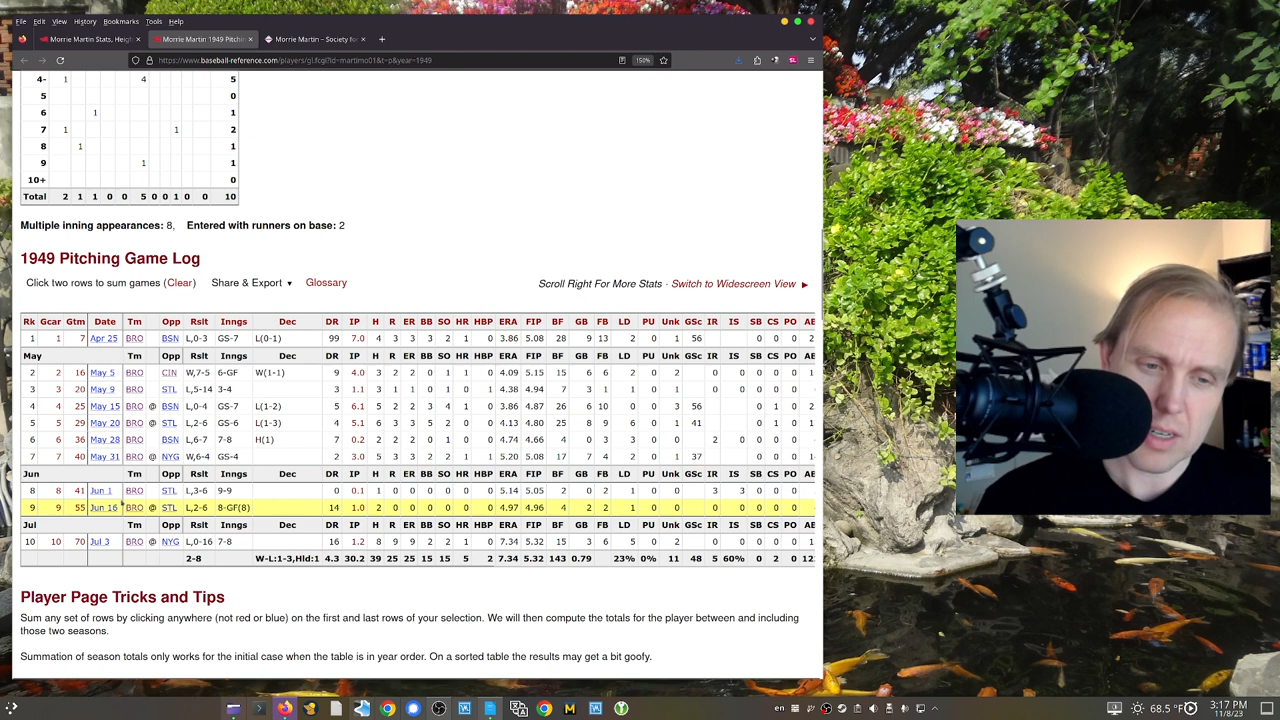 File Edit View History Bookmarks Tools Help
Morrie Martin Stats, Heig
Morrie Martin 1949 Pitchin
Morrie Martin – Society fo
https://www.baseball-reference.com/players/gl.fcgi?id=martimo01&t=p&year=1949
150%
4- 1 4 5
5 0
6 1 1
7 1 1 2
8 1 1
9 1 1
10+ 0
Total 2 1 1 0 0 5 0 0 1 0 0 10
Multiple inning appearances: 8, Entered with runners on base: 2
1949 Pitching Game Log
Click two rows to sum games (Clear) Share & Export ▼ Glossary
Scroll Right For More Stats · Switch to Widescreen View ►
Rk Gcar Gtm Date Tm Opp Rslt Inngs Dec DR IP H R ER BB SO HR HBP ERA FIP BF GB FB LD PU Unk GSc IR IS SB CS PO AB
1 1 7 Apr 25 BRO BSN L,0-3 GS-7 L(0-1) 99 7.0 4 3 3 3 2 1 0 3.86 5.08 28 9 13 2 0 1 56 0 0 0 2
May Tm Opp Rslt Inngs Dec DR IP H R ER BB SO HR HBP ERA FIP BF GB FB LD PU Unk GSc IR IS SB CS PO AB
2 2 16 May 5 BRO CIN W,7-5 6-GF W(1-1) 9 4.0 3 2 2 0 1 1 0 4.09 5.15 13 6 6 2 0 2 0 0 0 1
3 3 20 May 9 BRO STL L,5-14 3-4 3 1.1 3 1 1 0 1 0 0 4.38 4.94 7 3 1 1 0 1 0 0 0
4 4 25 May 15 BRO @ BSN L,0-4 GS-7 L(1-2) 5 6.1 5 2 2 3 4 1 0 3.86 4.87 26 6 10 0 0 3 56 0 1 0 2
5 5 29 May 20 BRO @ STL L,2-6 GS-6 L(1-3) 4 5.1 6 3 3 5 2 0 0 4.13 4.80 25 8 9 6 0 1 41 0 1 0
6 6 36 May 28 BRO BSN L,6-7 7-8 H(1) 7 0.2 2 2 2 0 1 1 0 4.74 4.66 4 0 3 3 0 0 2 0 0 0 0
7 7 40 May 31 BRO @ NYG W,6-4 GS-4 2 3.0 5 3 3 2 2 1 1 5.20 5.08 17 7 4 2 0 1 37 0 0 0 1
Jun Tm Opp Rslt Inngs Dec DR IP H R ER BB SO HR HBP ERA FIP BF GB FB LD PU Unk GSc IR IS SB CS PO AB
8 8 41 Jun 1 BRO STL L,3-6 9-9 0 0.1 0 0 0 0 0 0 0 5.14 5.05 2 0 2 1 0 0 3 3 0 0 0
9 9 55 Jun 16 BRO @ STL L,2-6 8-GF(8) 14 1.0 2 0 0 0 0 0 0 4.97 4.96 4 2 2 1 0 0 0 0 0
Jul Tm Opp Rslt Inngs Dec DR IP H R ER BB SO HR HBP ERA FIP BF GB FB LD PU Unk GSc IR IS SB CS PO AB
10 10 70 Jul 3 BRO @ NYG L,0-16 7-8 16 1.2 8 9 9 2 2 1 0 7.34 5.32 15 3 6 5 0 2 0 0 0 0 1
2-8 W-L:1-3,Hld:1 4.3 30.2 39 25 25 15 15 5 2 7.34 5.32 143 0.79 23% 0% 11 48 5 60% 0 2 0 12
Player Page Tricks and Tips
Sum any set of rows by clicking anywhere (not red or blue) on the first and last rows of your selection. We will then compute the totals for the player between and including
those two seasons.
Summation of season totals only works for the initial case when the table is in year order. On a sorted table the results may get a bit goofy.
en
68.5°F
3:17 PM
11/8/23